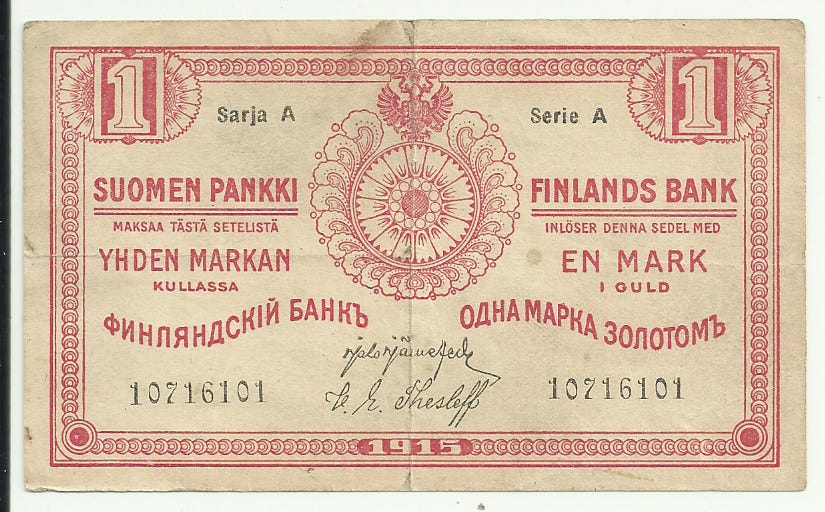 1 1
Sarja A Serie A
SUOMEN PANKKI FINLANDS BANK
MAKSAA TÄSTÄ SETELISTÄ INLÖSER DENNA SEDEL MED
YHDEN MARKAN EN MARK
KULLASSA I GULD
ФИНЛЯНДСКІЙ БАНКЪ ОДНА МАРКА ЗОЛОТОМЪ
10716101 10716101
Thesleff
1915